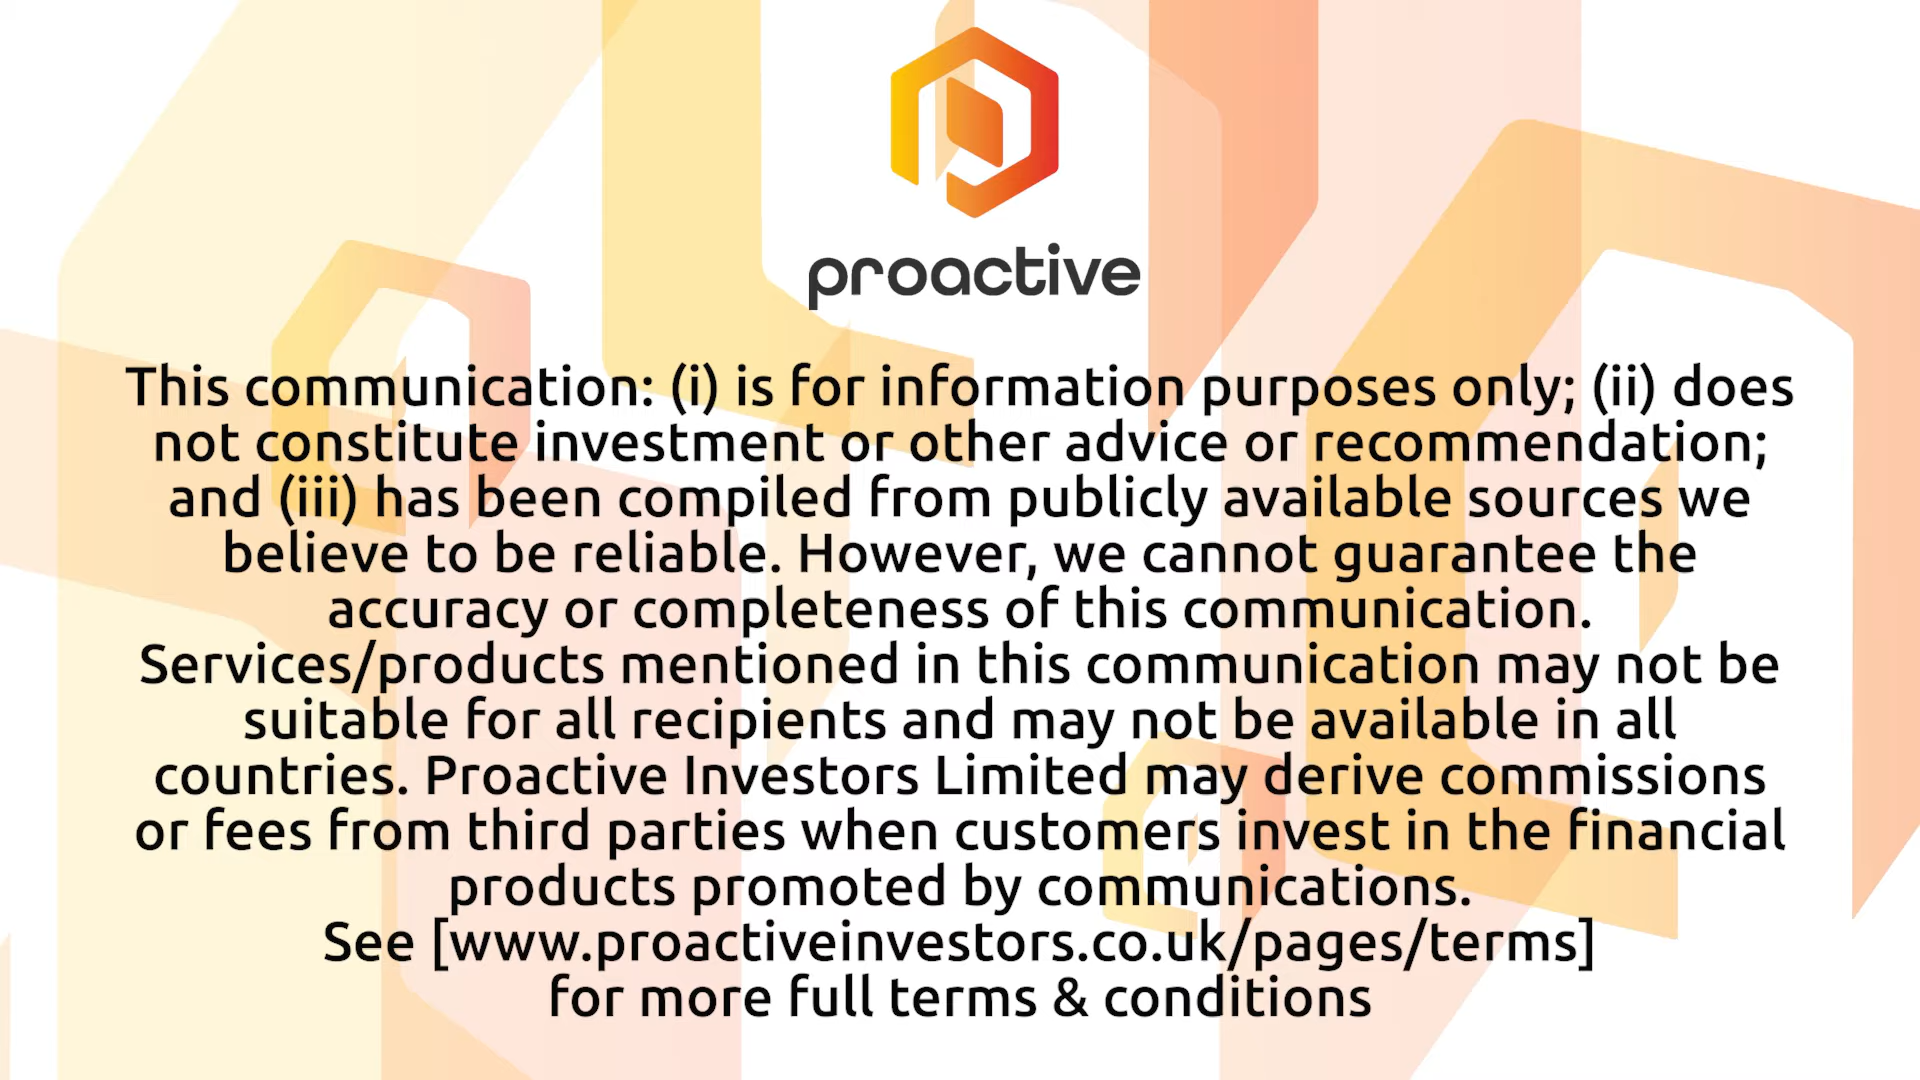 proactive
This communication: (i) is for information purposes only; (ii) does
not constitute investment or other advice or recommendation;
and (iii) has been compiled from publicly available sources we
believe to be reliable. However, we cannot guarantee the
accuracy or completeness of this communication.
Services/products mentioned in this communication may not be
suitable for all recipients and may not be available in all
countries. Proactive Investors Limited may derive commissions
or fees from third parties when customers invest in the financial
products promoted by communications.
See [www.proactiveinvestors.co.uk/pages/terms]
for more full terms & conditions